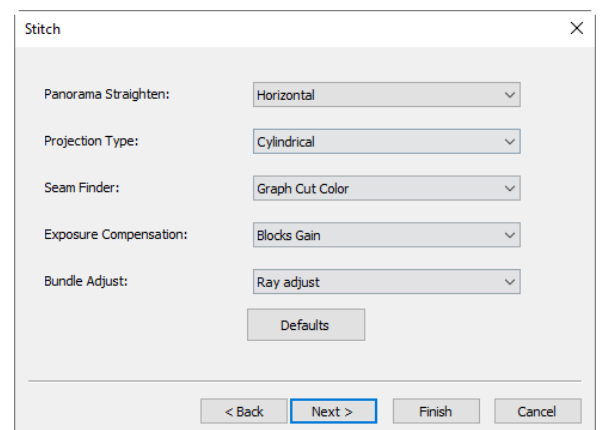 Stitch
Panorama Straighten: Horizontal
Projection Type: Cylindrical
Seam Finder: Graph Cut Color
Exposure Compensation: Blocks Gain
Bundle Adjust: Ray adjust
Defaults
< Back Next > Finish Cancel